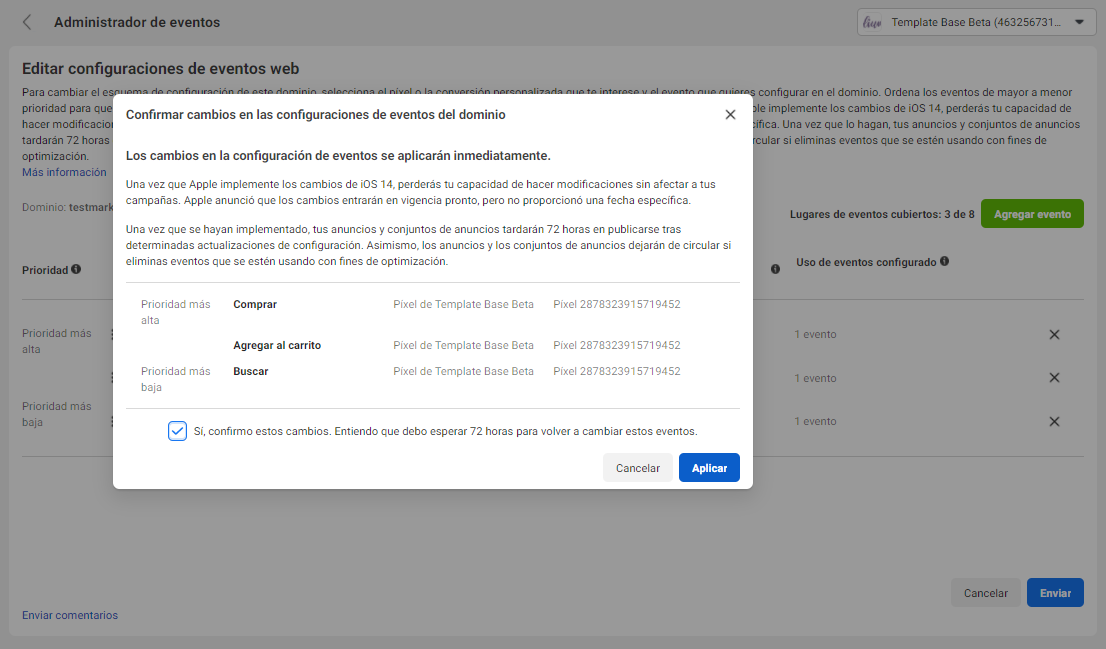 Administrador de eventos
Template Base Beta (463256731...
Editar configuraciones de eventos web
Para cambiar el esquema de configuración de este dominio, selecciona el píxel o la conversión personalizada que te interese y el evento que quieres configurar en el dominio. Ordena los eventos de mayor a menor
prioridad para que
ple implemente los cambios de iOS 14, perderás tu capacidad de
hacer modificacion
cífica. Una vez que lo hagan, tus anuncios y conjuntos de anuncios
tardarán 72 horas
rcular si eliminas eventos que se estén usando con fines de
optimización.
Más información
Dominio: testmark
Lugares de eventos cubiertos: 3 de 8
Agregar evento
Prioridad
Uso de eventos configurado
Prioridad más
alta
1 evento
1 evento
Prioridad más
baja
1 evento
Confirmar cambios en las configuraciones de eventos del dominio
Los cambios en la configuración de eventos se aplicarán inmediatamente.
Una vez que Apple implemente los cambios de iOS 14, perderás tu capacidad de hacer modificaciones sin afectar a tus
campañas. Apple anunció que los cambios entrarán en vigencia pronto, pero no proporcionó una fecha específica.
Una vez que se hayan implementado, tus anuncios y conjuntos de anuncios tardarán 72 horas en publicarse tras
determinadas actualizaciones de configuración. Asimismo, los anuncios y los conjuntos de anuncios dejarán de circular si
eliminas eventos que se estén usando con fines de optimización.
Prioridad más
alta
Comprar
Píxel de Template Base Beta
Píxel 2878323915719452
Agregar al carrito
Píxel de Template Base Beta
Píxel 2878323915719452
Prioridad más
baja
Buscar
Píxel de Template Base Beta
Píxel 2878323915719452
Sí, confirmo estos cambios. Entiendo que debo esperar 72 horas para volver a cambiar estos eventos.
Cancelar
Aplicar
Cancelar
Enviar
Enviar comentarios